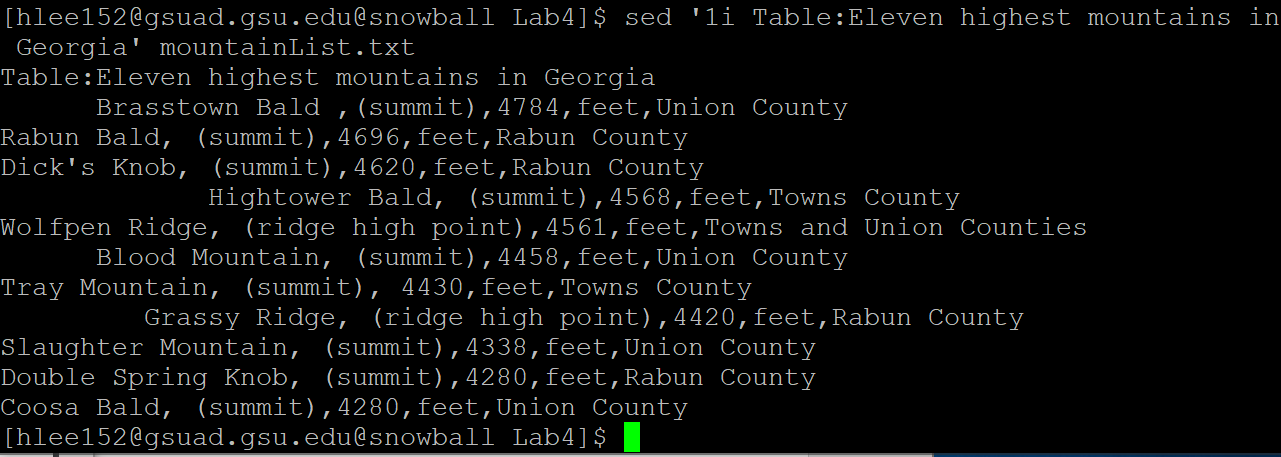 [hlee152@gsuad.gsu.edu@snowball Lab4]$ sed '1i Table:Eleven highest mountains in
 Georgia' mountainList.txt
Table:Eleven highest mountains in Georgia
      Brasstown Bald ,(summit),4784,feet,Union County
Rabun Bald, (summit),4696,feet,Rabun County
Dick's Knob, (summit),4620,feet,Rabun County
             Hightower Bald, (summit),4568,feet,Towns County
Wolfpen Ridge, (ridge high point),4561,feet,Towns and Union Counties
      Blood Mountain, (summit),4458,feet,Union County
Tray Mountain, (summit), 4430,feet,Towns County
         Grassy Ridge, (ridge high point),4420,feet,Rabun County
Slaughter Mountain, (summit),4338,feet,Union County
Double Spring Knob, (summit),4280,feet,Rabun County
Coosa Bald, (summit),4280,feet,Union County
[hlee152@gsuad.gsu.edu@snowball Lab4]$